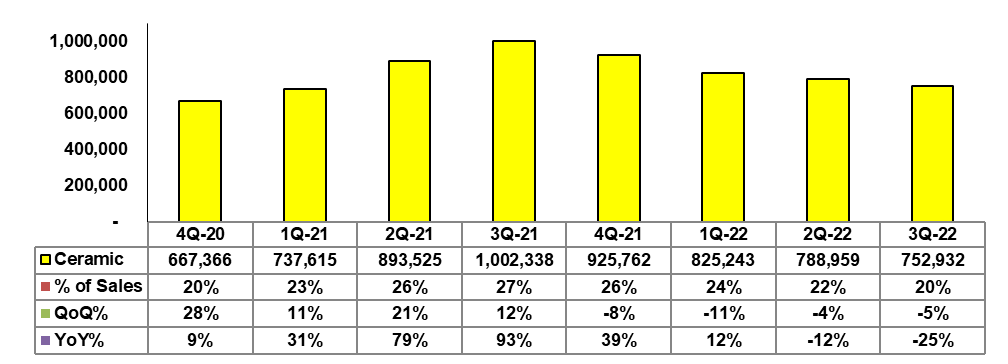 1,000,000
800,000
600,000
400,000
200,000
-
4Q-20 1Q-21 2Q-21 3Q-21 4Q-21 1Q-22 2Q-22 3Q-22
Ceramic 667,366 737,615 893,525 1,002,338 925,762 825,243 788,959 752,932
% of Sales 20% 23% 26% 27% 26% 24% 22% 20%
QoQ% 28% 11% 21% 12% -8% -11% -4% -5%
YoY% 9% 31% 79% 93% 39% 12% -12% -25%